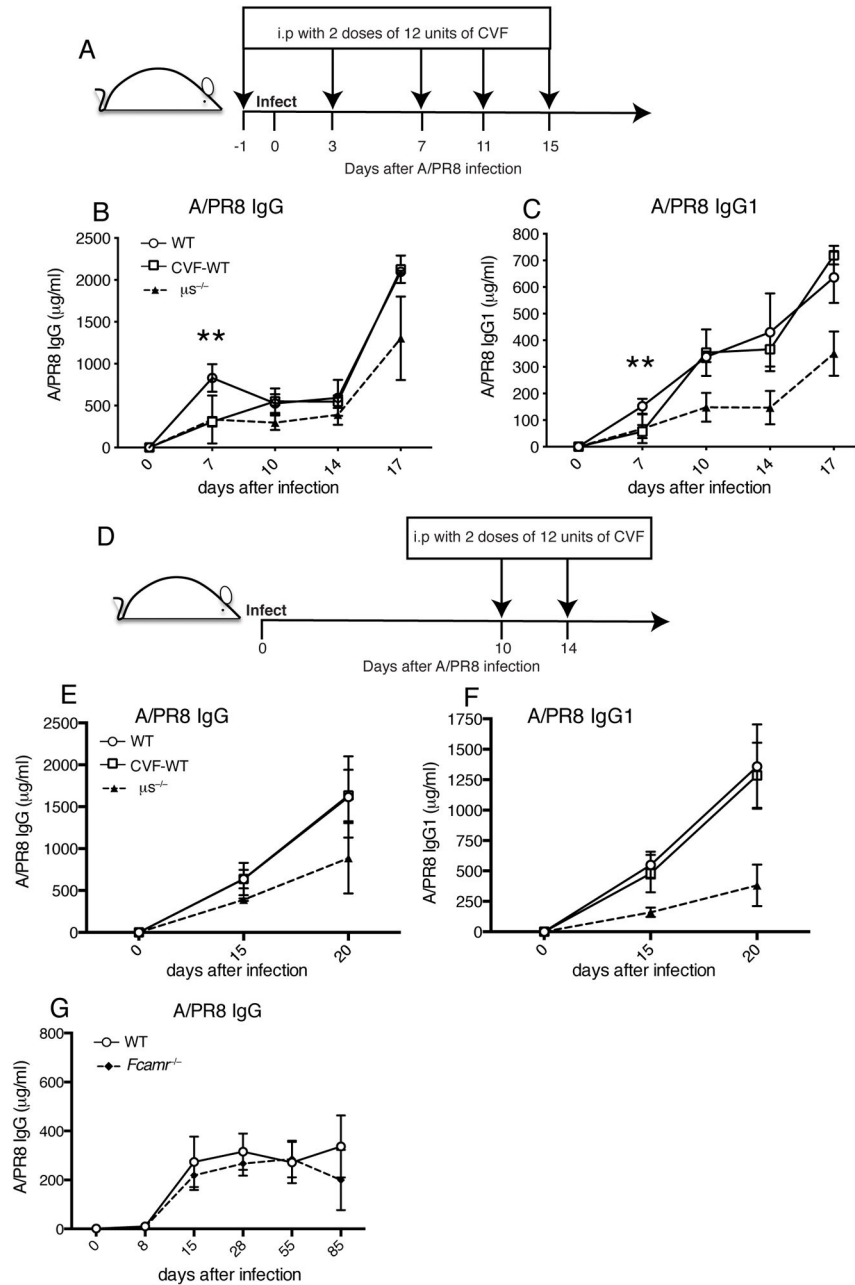 A
i.p with 2 doses of 12 units of CVF
Infect
-1 0 3 7 11 15
Days after A/PR8 infection
B
A/PR8 IgG
WT
CVF-WT
µs–/–
A/PR8 IgG (µg/ml)
2500
2000
1500
1000
500
0
**
0 7 10 14 17
days after infection
C
A/PR8 IgG1
A/PR8 IgG1 (µg/ml)
800
700
600
500
400
300
200
100
0
**
0 7 10 14 17
days after infection
D
i.p with 2 doses of 12 units of CVF
Infect
0 10 14
Days after A/PR8 infection
E
A/PR8 IgG
WT
CVF-WT
µs–/–
A/PR8 IgG (µg/ml)
2500
2000
1500
1000
500
0
0 15 20
days after infection
F
A/PR8 IgG1
A/PR8 IgG1 (µg/ml)
1750
1500
1250
1000
750
500
250
0
0 15 20
days after infection
G
A/PR8 IgG
WT
Fcamr–/–
A/PR8 IgG (µg/ml)
800
600
400
200
0
0 8 15 28 55 85
days after infection